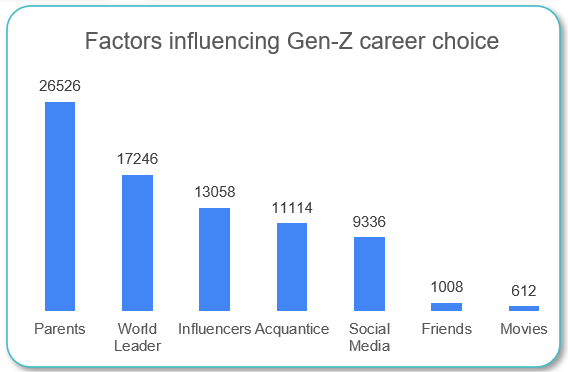 Factors influencing Gen-Z career choice
26526
17246
13058
11114
9336
1008
612
Parents
World
Leader
Influencers
Acquantice
Social
Media
Friends
Movies